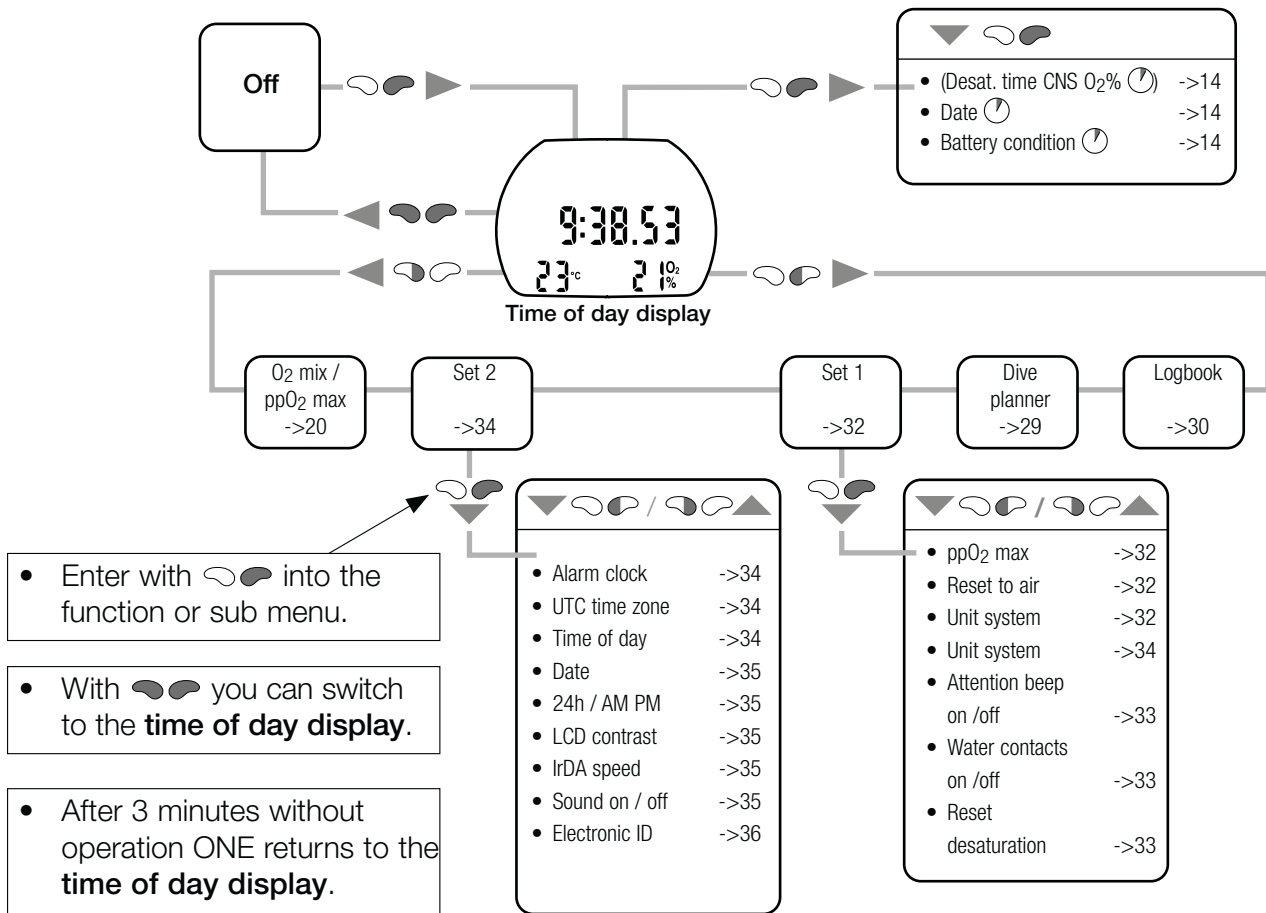 Off
(Desat. time CNS O2% ) ->14
Date ->14
Battery condition ->14
9:38.53
23°C 21% O2
Time of day display
O2 mix /
ppO2 max
->20
Set 2
->34
Set 1
->32
Dive
planner
->29
Logbook
->30
• Enter with into the
function or sub menu.
• With you can switch
to the time of day display.
• After 3 minutes without
operation ONE returns to the
time of day display.
/
• Alarm clock ->34
• UTC time zone ->34
• Time of day ->34
• Date ->35
• 24h / AM PM ->35
• LCD contrast ->35
• IrDA speed ->35
• Sound on / off ->35
• Electronic ID ->36
/
• ppO2 max ->32
• Reset to air ->32
• Unit system ->32
• Unit system ->34
• Attention beep
on /off ->33
• Water contacts
on /off ->33
• Reset
desaturation ->33